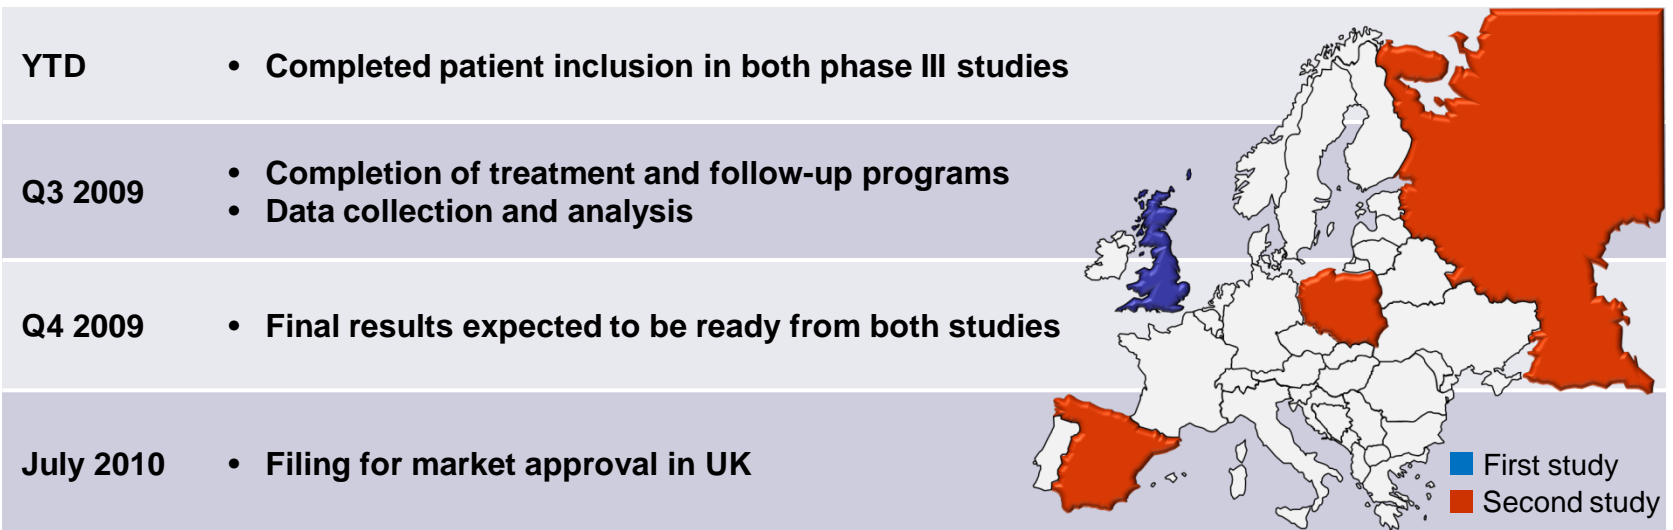 YTD
• Completed patient inclusion in both phase III studies
Q3 2009
• Completion of treatment and follow-up programs
• Data collection and analysis
Q4 2009
• Final results expected to be ready from both studies
July 2010
• Filing for market approval in UK
First study
Second study